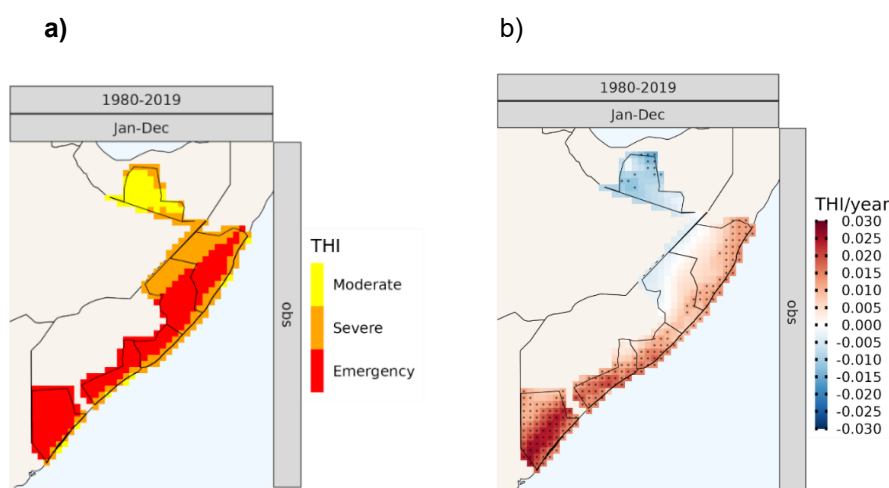 a)
1980-2019
Jan-Dec
obs
THI
Moderate
Severe
Emergency
b)
1980-2019
Jan-Dec
obs
THI/year
0.030
0.025
0.020
0.015
0.010
0.005
0.000
-0.005
-0.010
-0.015
-0.020
-0.025
-0.030